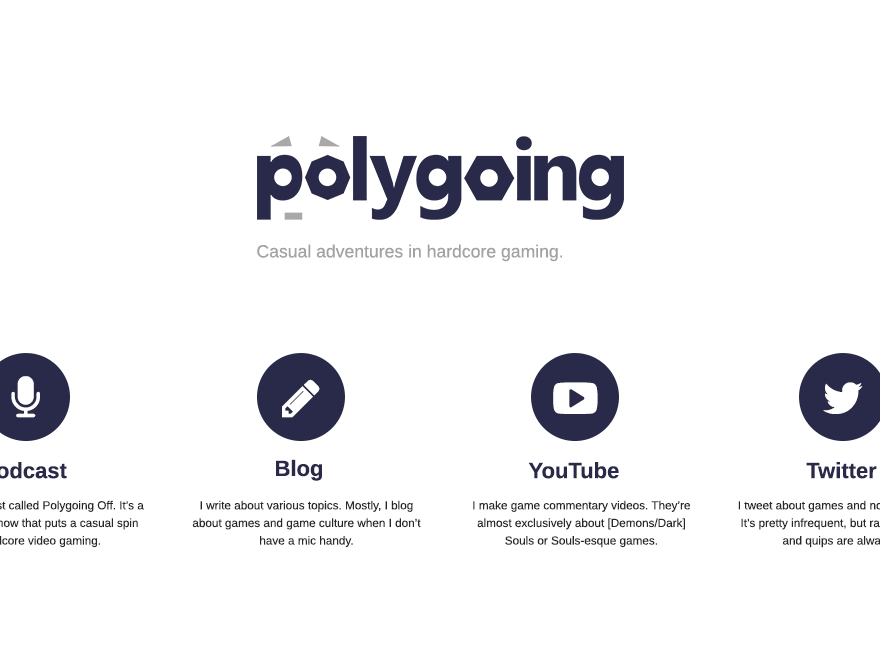 polygoing
Casual adventures in hardcore gaming.
odcast
st called Polygoing Off. It's a
how that puts a casual spin
lcore video gaming.
Blog
I write about various topics. Mostly, I blog
about games and game culture when I don't
have a mic handy.
YouTube
I make game commentary videos. They're
almost exclusively about [Demons/Dark]
Souls or Souls-esque games.
Twitter
I tweet about games and no
It's pretty infrequent, but ra
and quips are alwa